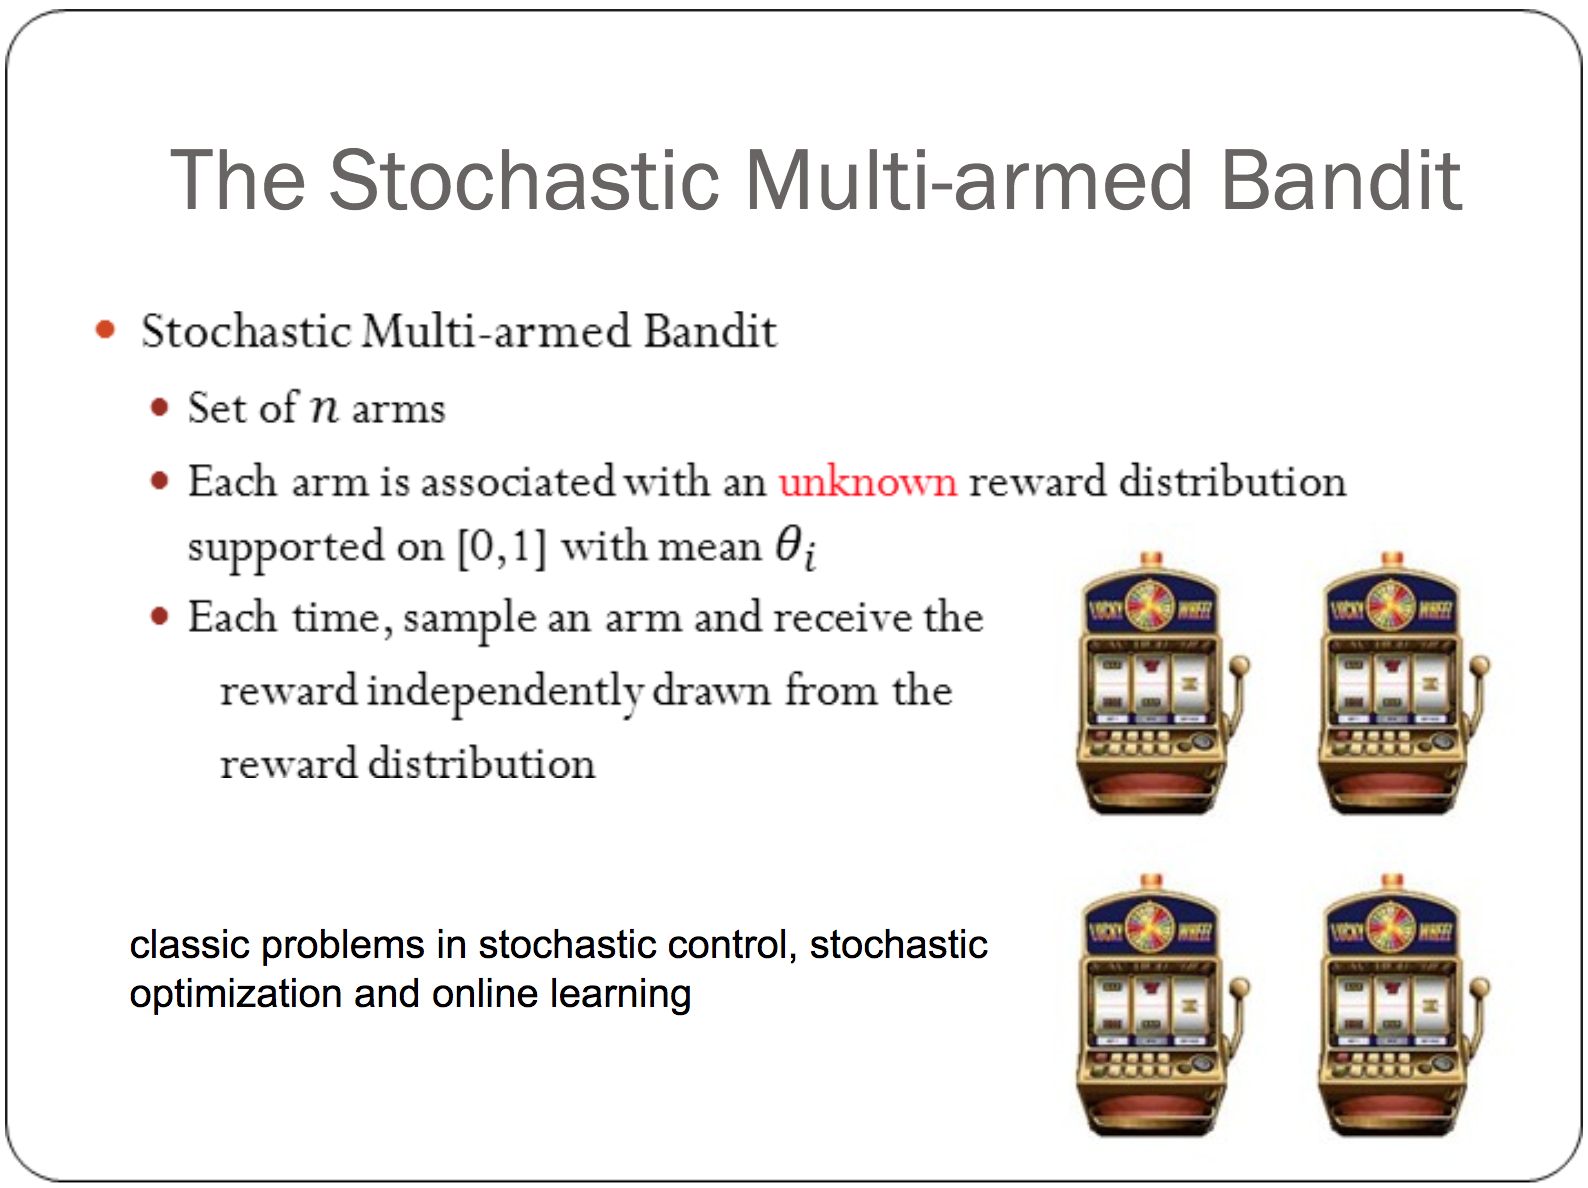 The Stochastic Multi-armed Bandit
Stochastic Multi-armed Bandit
Set of n arms
Each arm is associated with an unknown reward distribution
supported on [0,1] with mean θᵢ
Each time, sample an arm and receive the
reward independently drawn from the
reward distribution
classic problems in stochastic control, stochastic
optimization and online learning